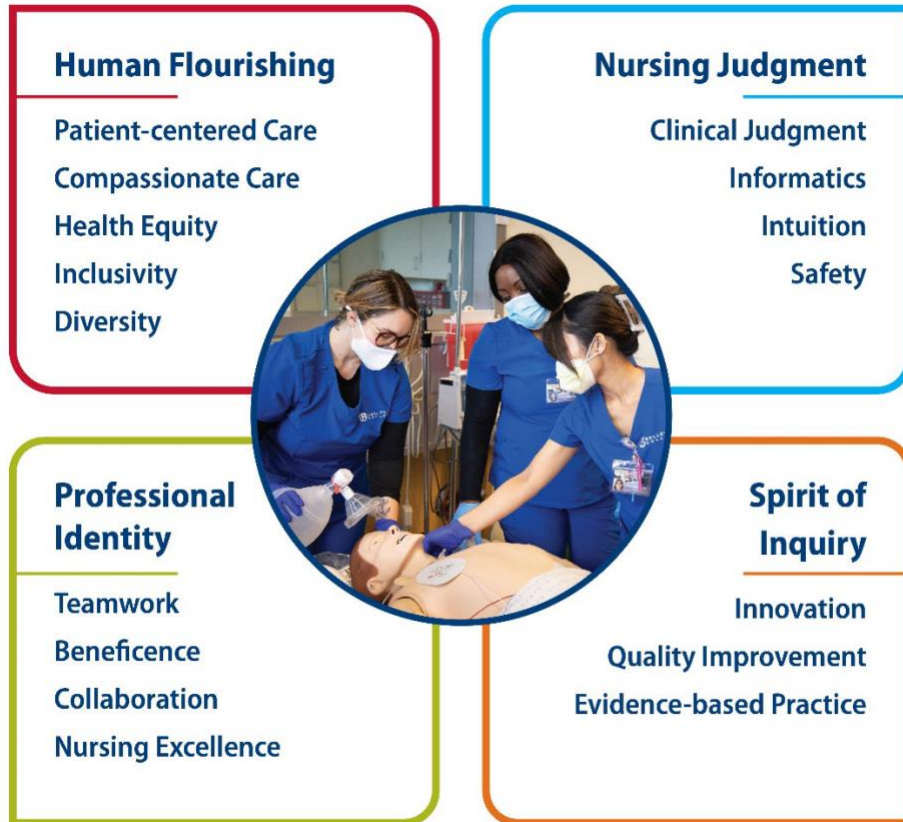 Human Flourishing
Patient-centered Care
Compassionate Care
Health Equity
Inclusivity
Diversity
Nursing Judgment
Clinical Judgment
Informatics
Intuition
Safety
Professional
Identity
Teamwork
Beneficence
Collaboration
Nursing Excellence
Spirit of
Inquiry
Innovation
Quality Improvement
Evidence-based Practice